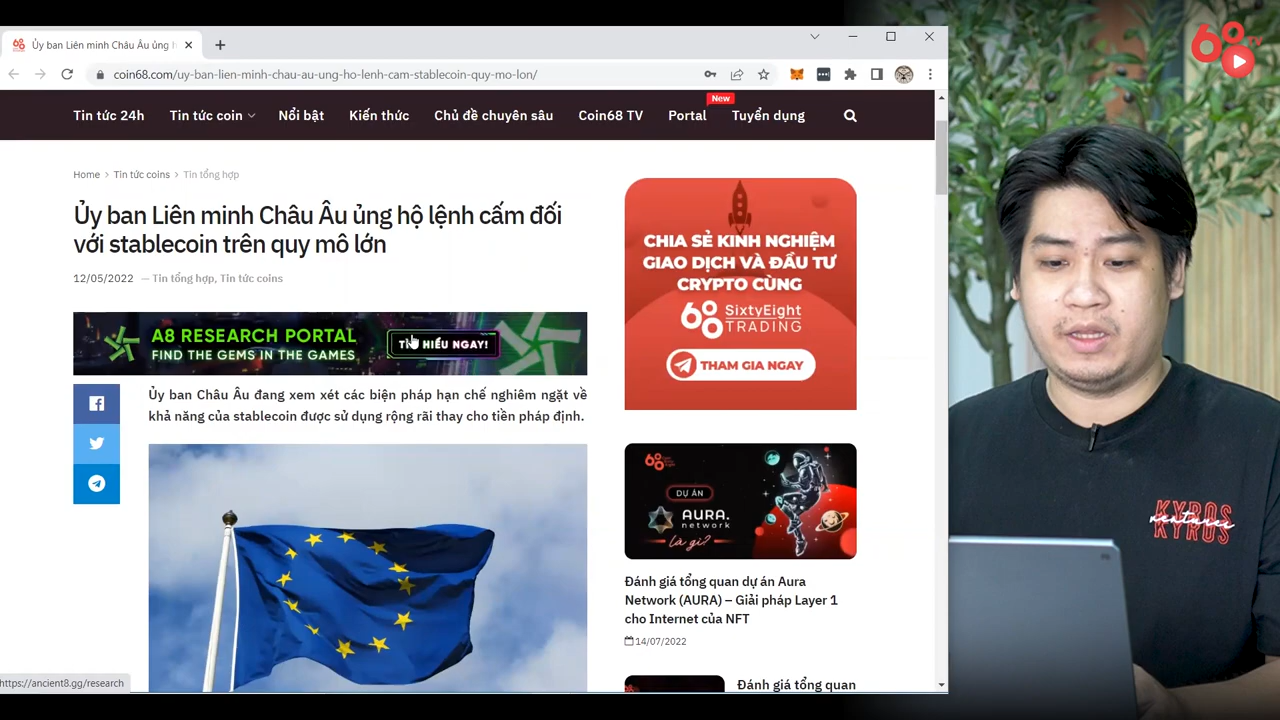 Ủy ban Liên minh Châu Âu ủng h
coin68.com/uy-ban-lien-minh-chau-au-ung-ho-lenh-cam-stablecoin-quy-mo-lon/
68 TV
Tin tức 24h Tin tức coin Nổi bật Kiến thức Chủ đề chuyên sâu Coin68 TV Portal New Tuyển dụng
Home > Tin tức coins > Tin tổng hợp
Ủy ban Liên minh Châu Âu ủng hộ lệnh cấm đối
với stablecoin trên quy mô lớn
12/05/2022 — Tin tổng hợp, Tin tức coins
A8 RESEARCH PORTAL
FIND THE GEMS IN THE GAMES
HIỂU NGAY!
Ủy ban Châu Âu đang xem xét các biện pháp hạn chế nghiêm ngặt về
khả năng của stablecoin được sử dụng rộng rãi thay cho tiền pháp định.
CHIA SẺ KINH NGHIỆM
GIAO DỊCH VÀ ĐẦU TƯ
CRYPTO CÙNG
68 SixtyEight
TRADING
THAM GIA NGAY
68
DỰ ÁN
AURA.
network
là gì?
Đánh giá tổng quan dự án Aura
Network (AURA) – Giải pháp Layer 1
cho Internet của NFT
14/07/2022
Đánh giá tổng quan
https://ancient8.gg/research
KYROS
ventures
KYROS